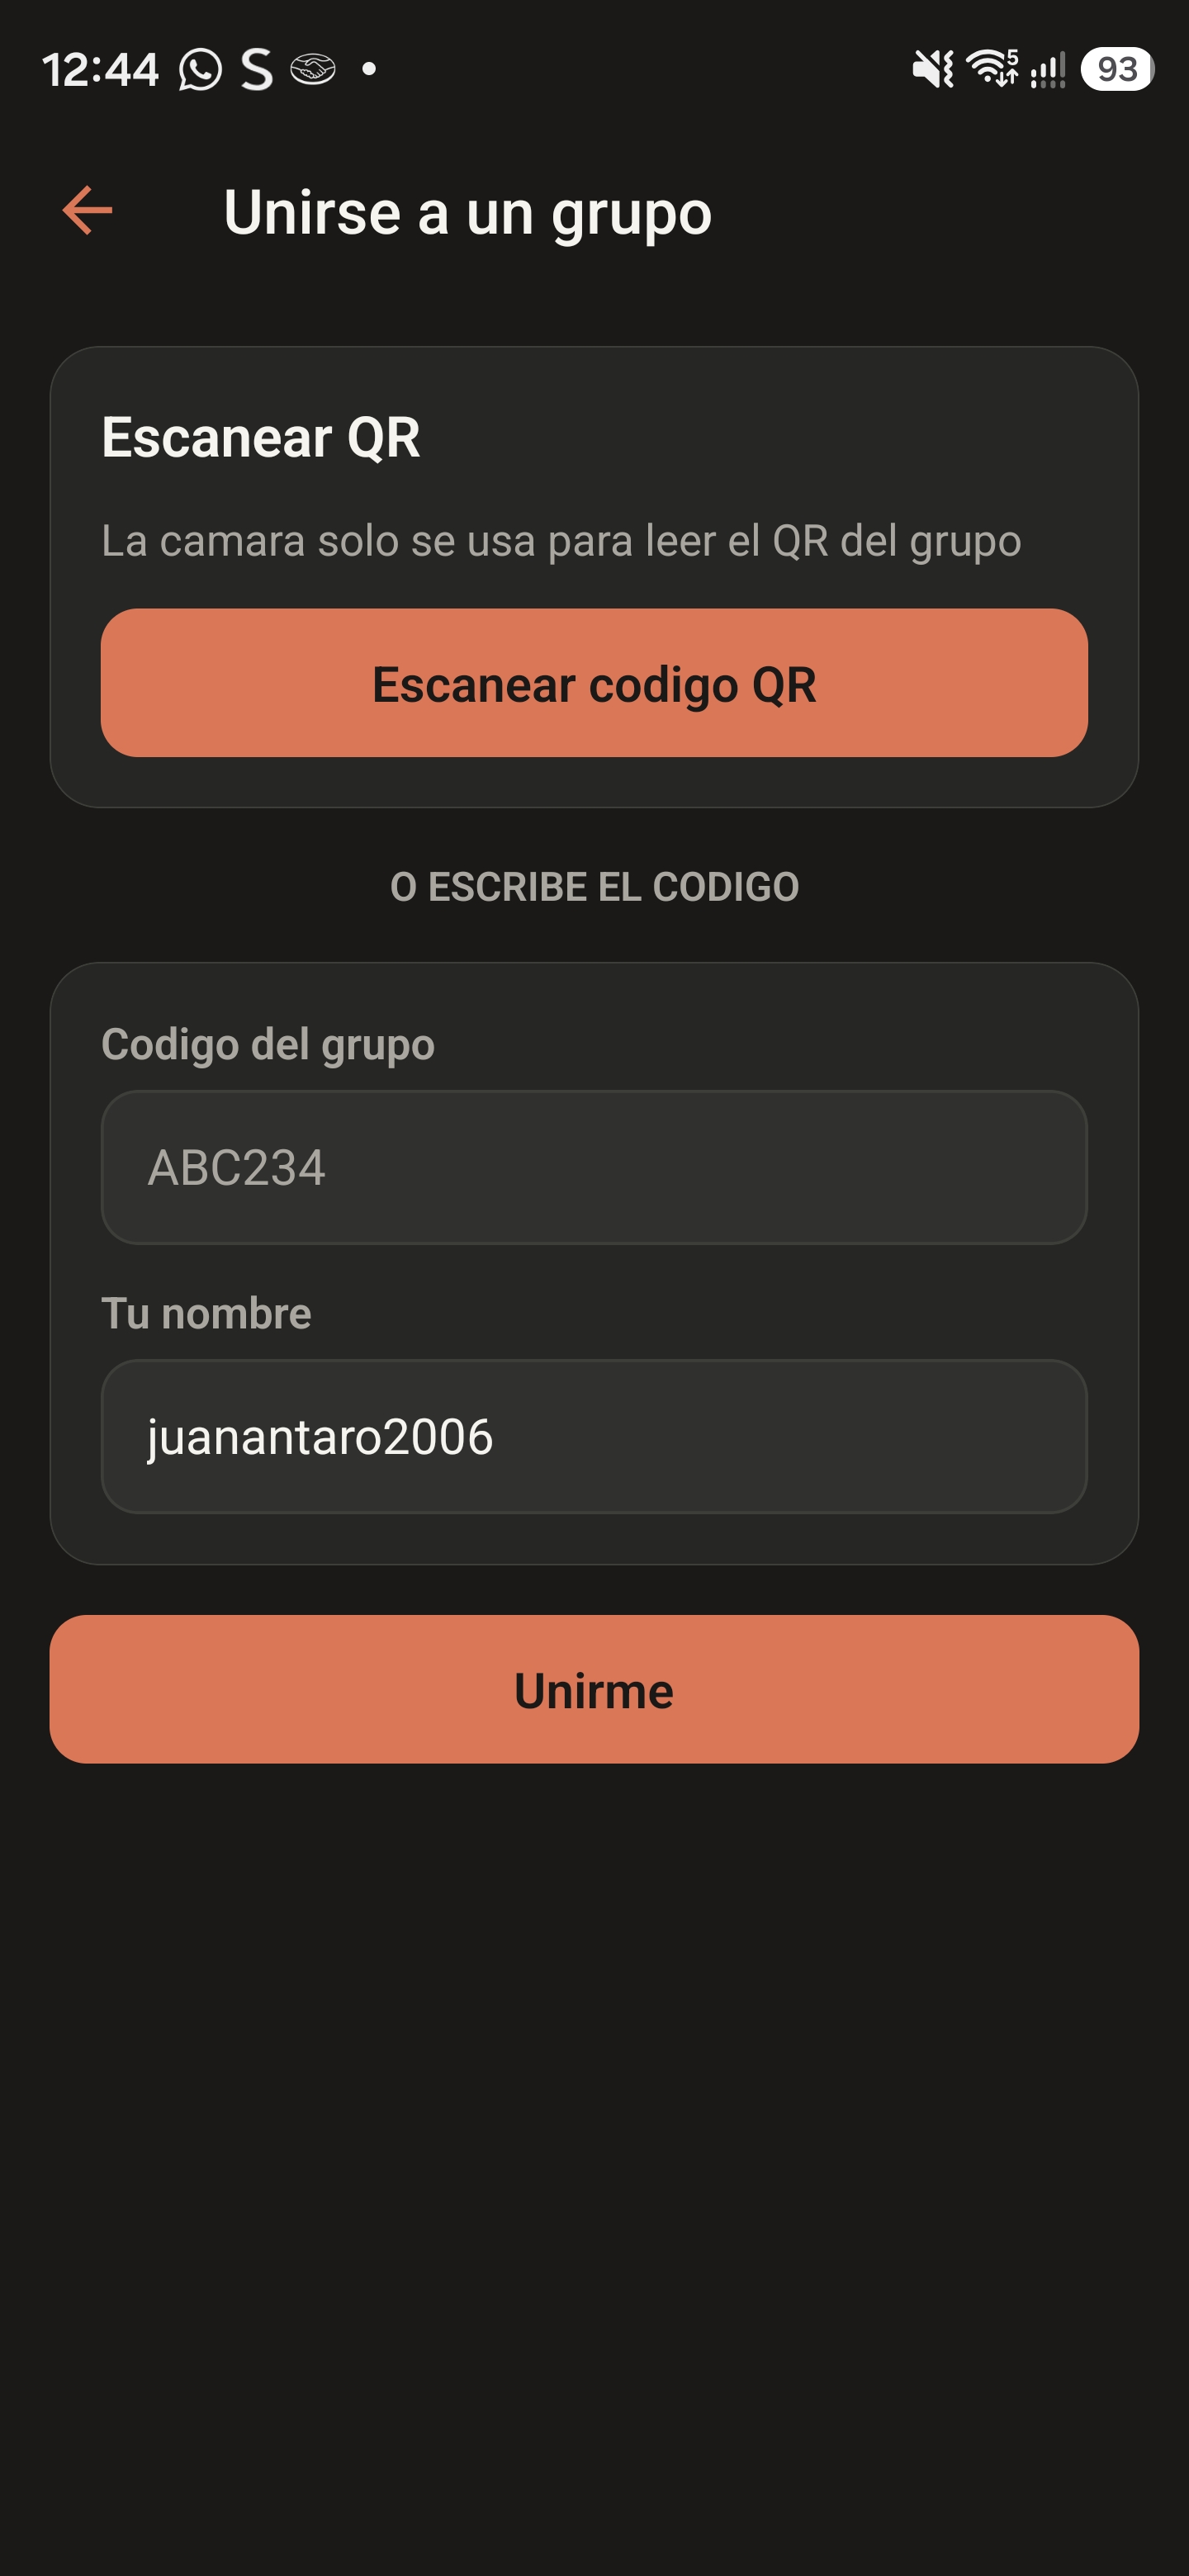 12:44
93
Unirse a un grupo
Escanear QR
La camara solo se usa para leer el QR del grupo
Escanear codigo QR
O ESCRIBE EL CODIGO
Codigo del grupo
ABC234
Tu nombre
juanantaro2006
Unirme